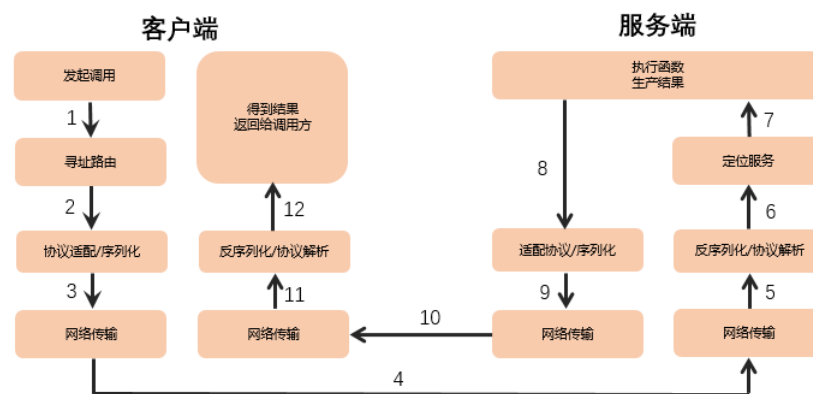 客户端
服务端
发起调用
得到结果
返回给调用方
执行函数
生产结果
1
7
寻址路由
定位服务
8
2
12
6
协议适配/序列化
反序列化/协议解析
适配协议/序列化
反序列化/协议解析
3
11
9
5
网络传输
网络传输
10
网络传输
网络传输
4